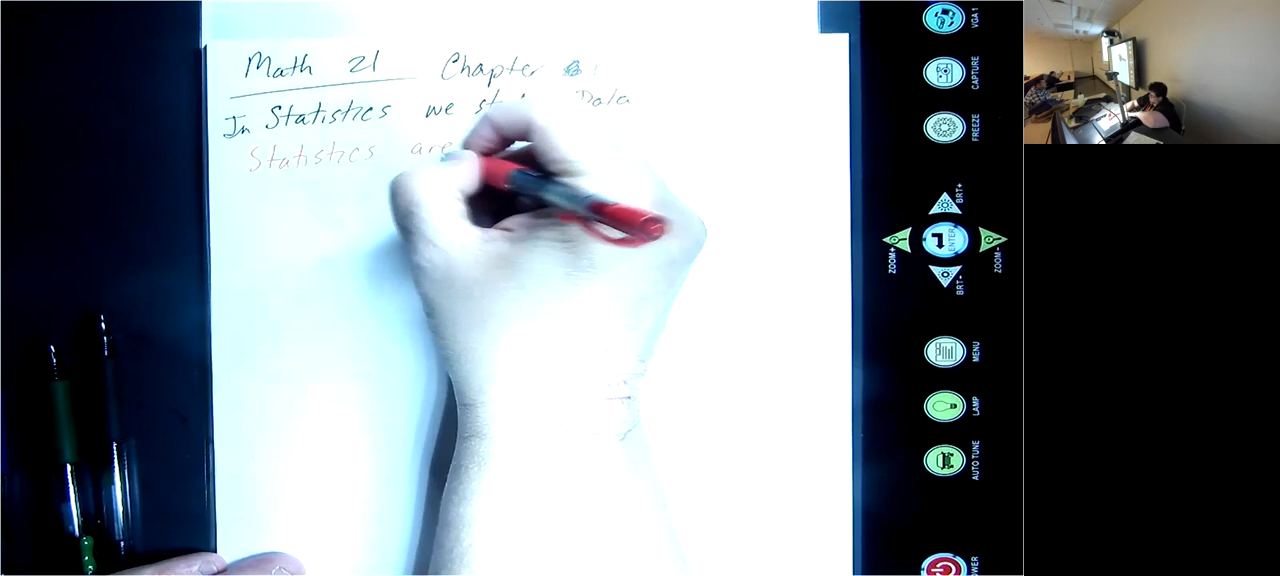 Math 21 Chapter
In Statistics we Data
Statistics are
VGA 1
CAPTURE
FREEZE
BRT+
ZOOM+
ENTER
ZOOM-
BRT-
MENU
LAMP
AUTO TUNE